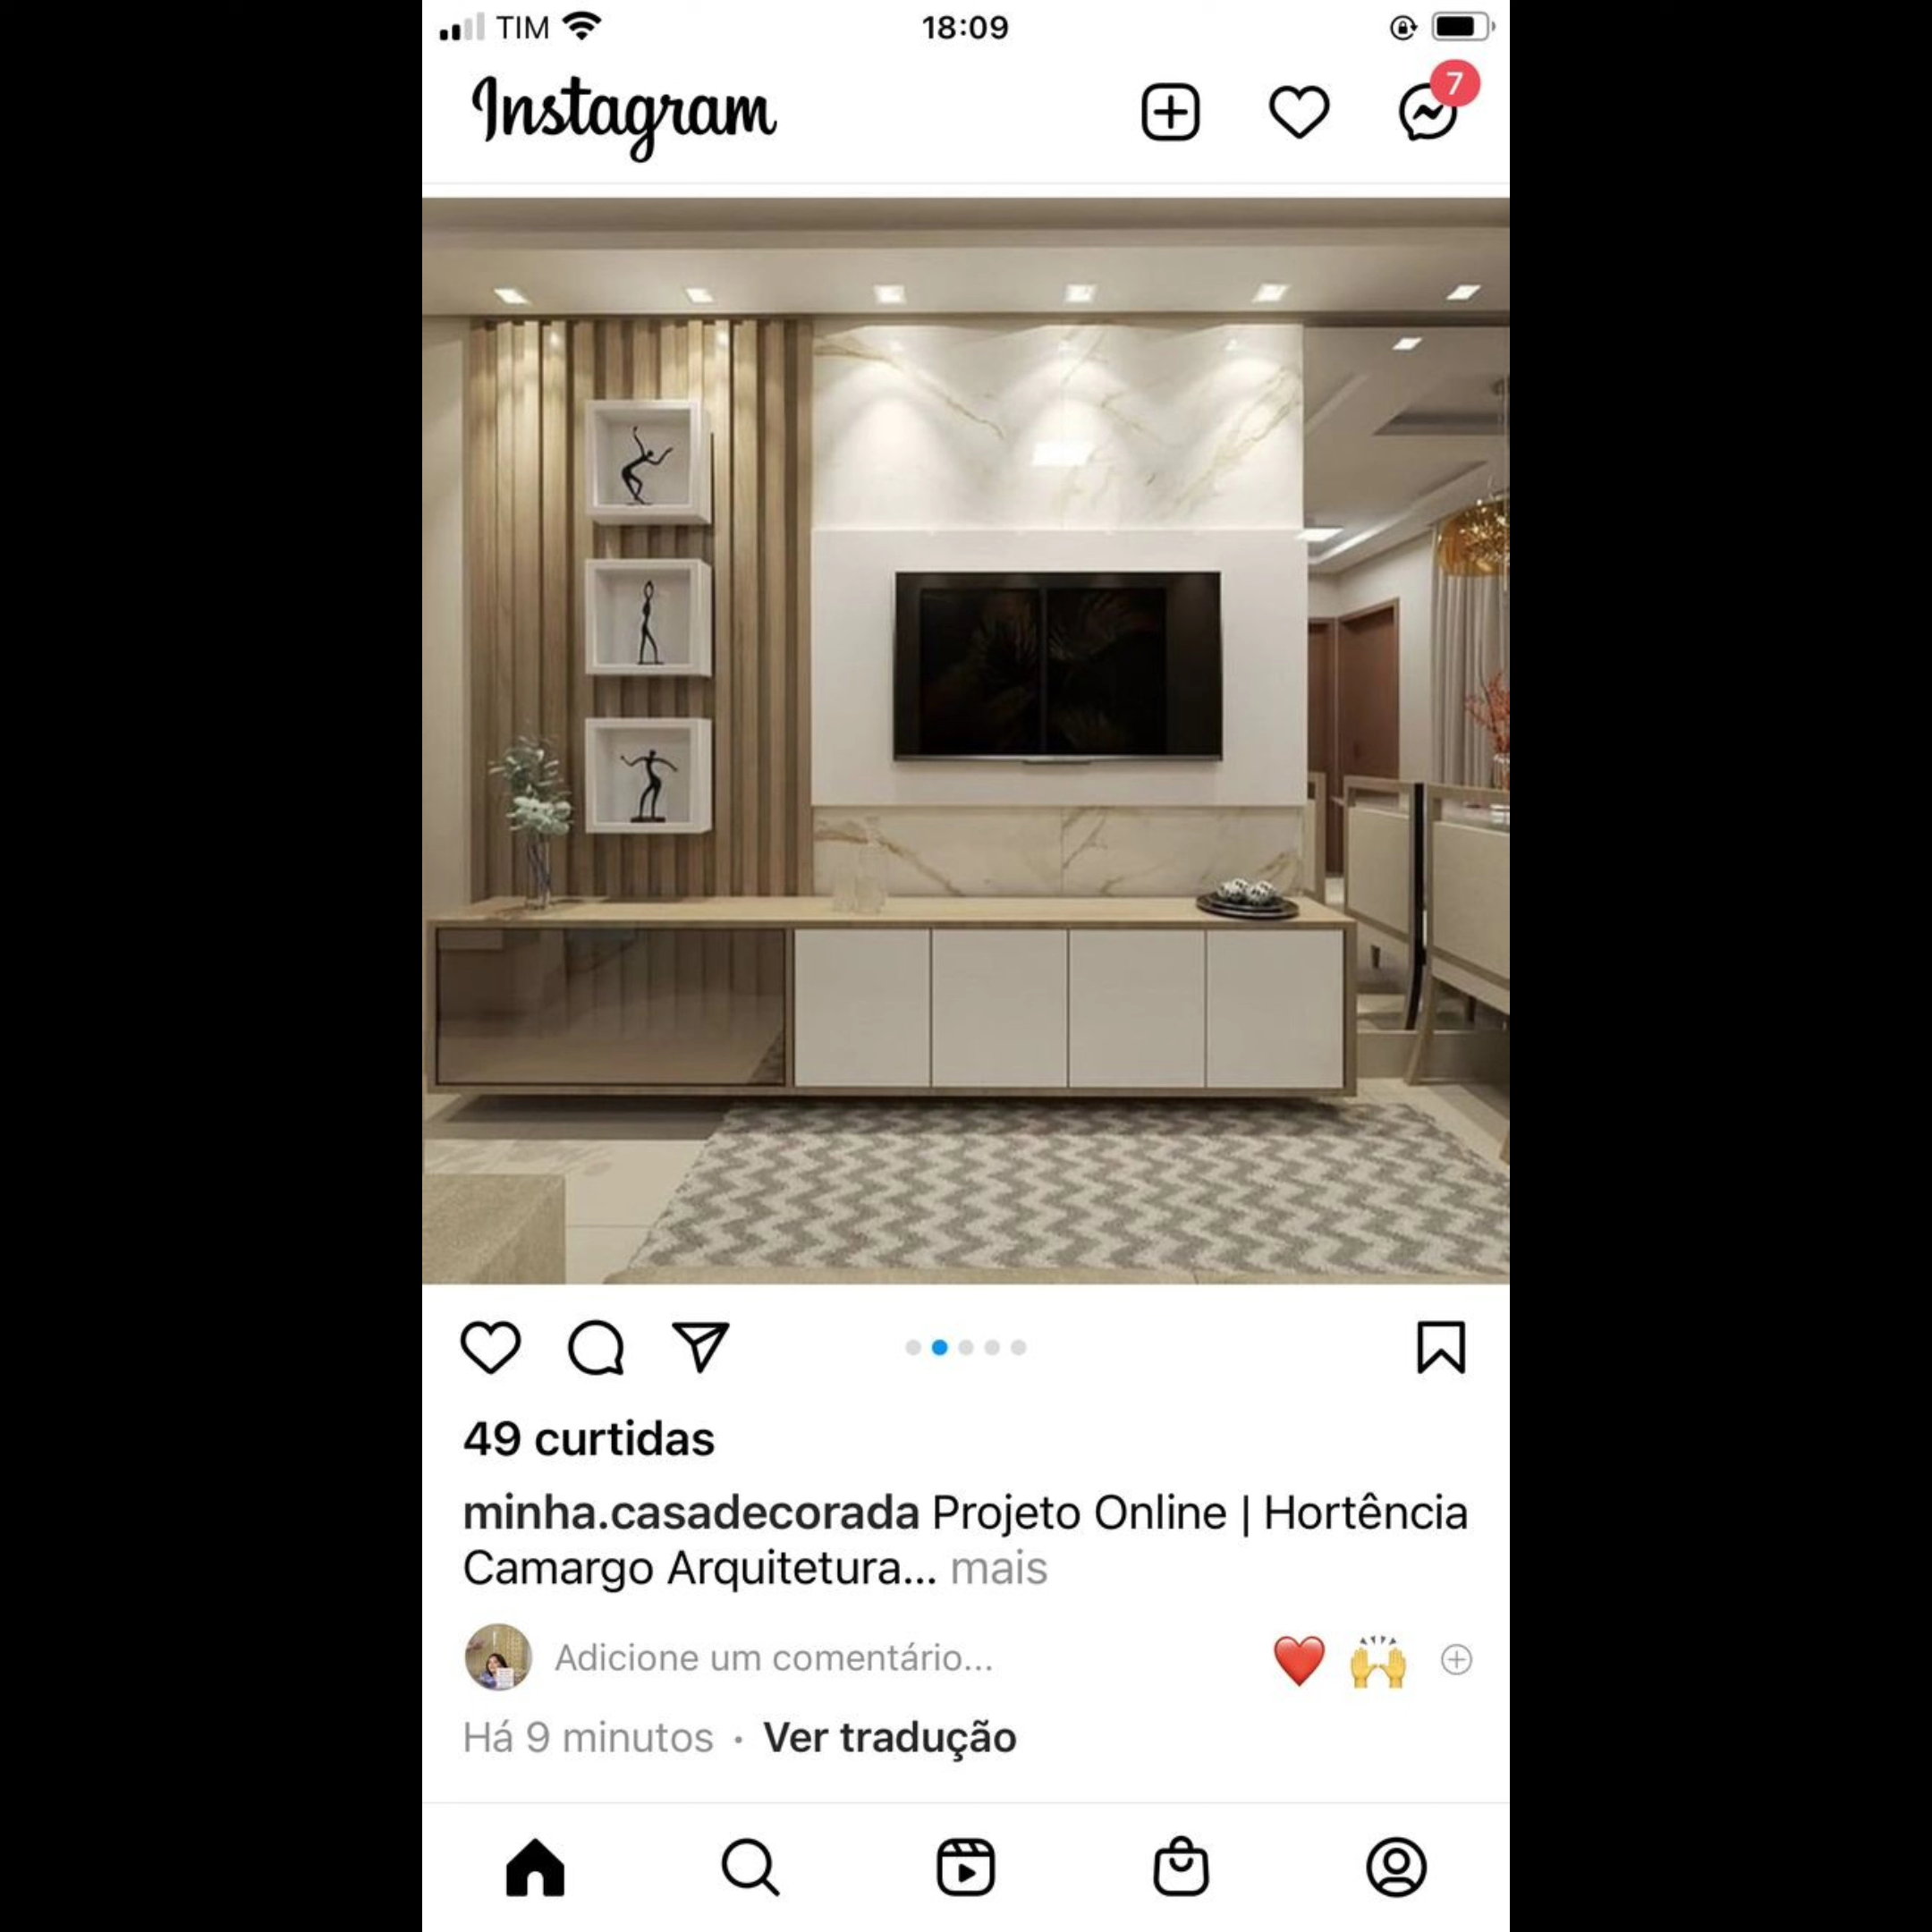 TIM
18:09
Instagram
7
49 curtidas
minha.casadecorada Projeto Online | Hortência
Camargo Arquitetura... mais
Adicione um comentário...
Há 9 minutos • Ver tradução